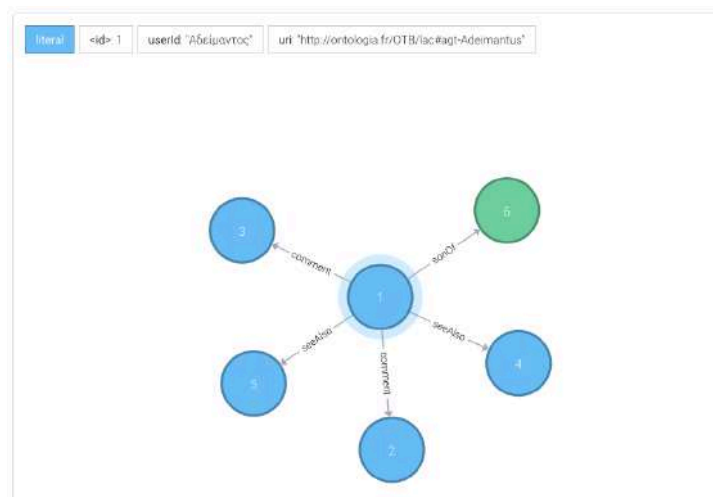 literal <id>: 1 userId: "Αδείμαντος" uri: "http://ontologia.fr/OTB/lac#agt-Adeimantus"
6
3
sonOf
comment
1
seeAlso
seeAlso
4
comment
5
2